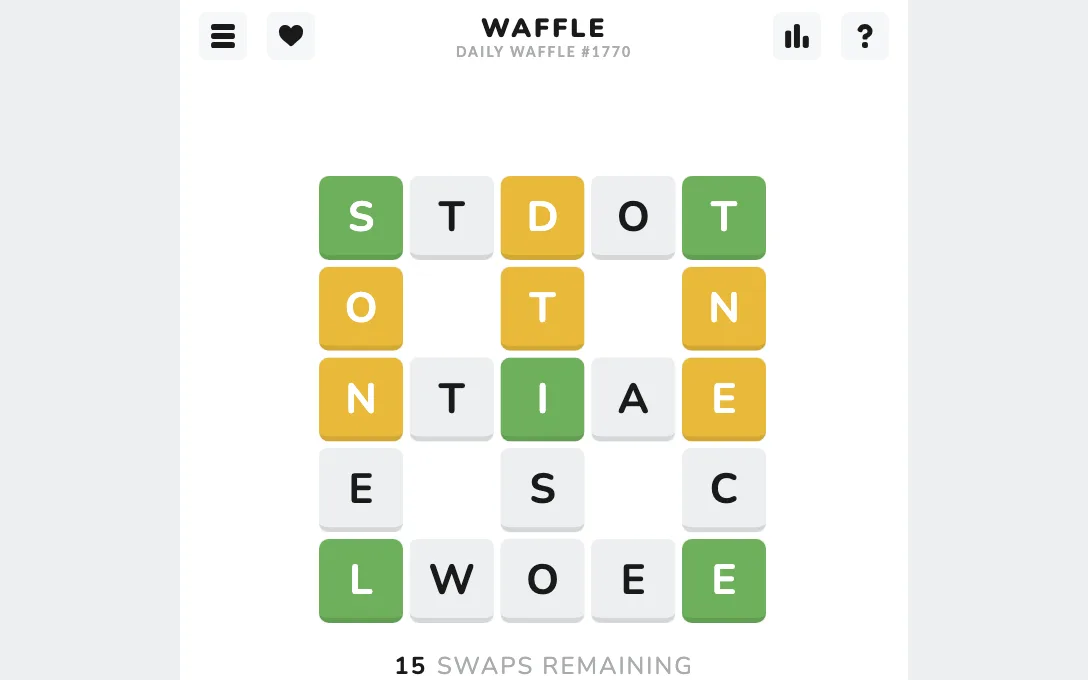 WAFFLE
DAILY WAFFLE #1770
?
S T D O T
O T N
N T I A E
E S C
L W O E E
15 SWAPS REMAINING